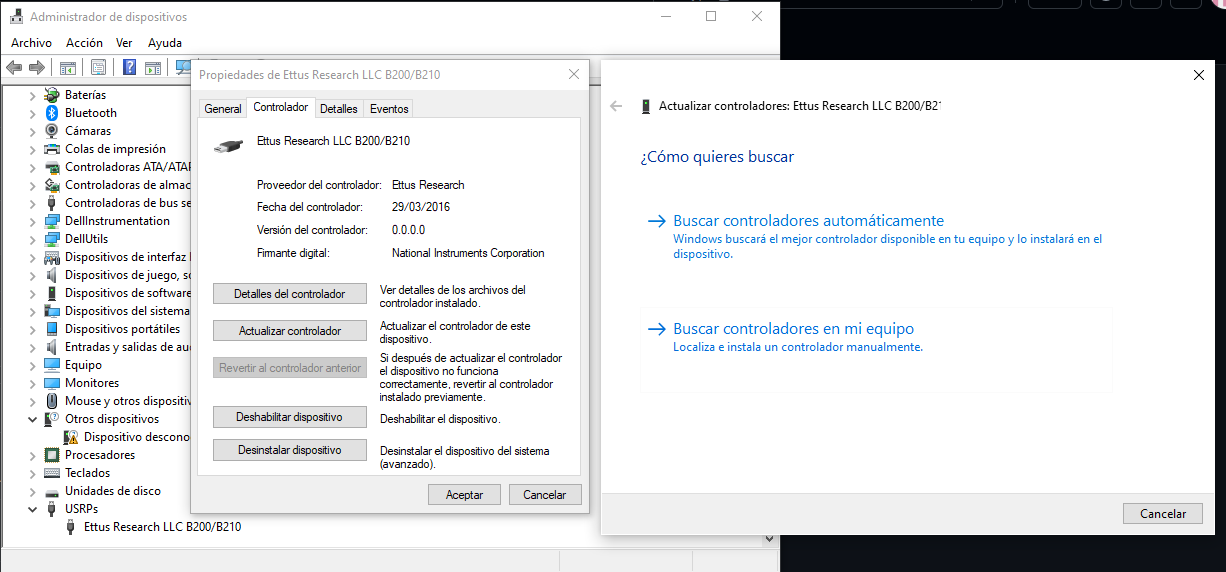 Administrador de dispositivos
Archivo Acción Ver Ayuda
Baterías
Bluetooth
Cámaras
Colas de impresión
Controladoras ATA/ATAP
Controladoras de almac
Controladoras de bus se
DellInstrumentation
DellUtils
Dispositivos de interfaz
Dispositivos de juego, so
Dispositivos de software
Dispositivos del sistema
Dispositivos portátiles
Entradas y salidas de au
Equipo
Monitores
Mouse y otros dispositiv
Otros dispositivos
Dispositivo descono
Procesadores
Teclados
Unidades de disco
USRPs
Ettus Research LLC B200/B210
Propiedades de Ettus Research LLC B200/B210
General Controlador Detalles Eventos
Ettus Research LLC B200/B210
Proveedor del controlador: Ettus Research
Fecha del controlador: 29/03/2016
Versión del controlador: 0.0.0.0
Firmante digital: National Instruments Corporation
Detalles del controlador
Ver detalles de los archivos del
controlador instalado.
Actualizar controlador
Actualizar el controlador de este
dispositivo.
Revertir al controlador anterior
Si después de actualizar el controlador
el dispositivo no funciona
correctamente, revertir al controlador
instalado previamente.
Deshabilitar dispositivo
Deshabilitar el dispositivo.
Desinstalar dispositivo
Desinstalar el dispositivo del sistema
(avanzado).
Aceptar Cancelar
Actualizar controladores: Ettus Research LLC B200/B21
¿Cómo quieres buscar
Buscar controladores automáticamente
Windows buscará el mejor controlador disponible en tu equipo y lo instalará en el
dispositivo.
Buscar controladores en mi equipo
Localiza e instala un controlador manualmente.
Cancelar